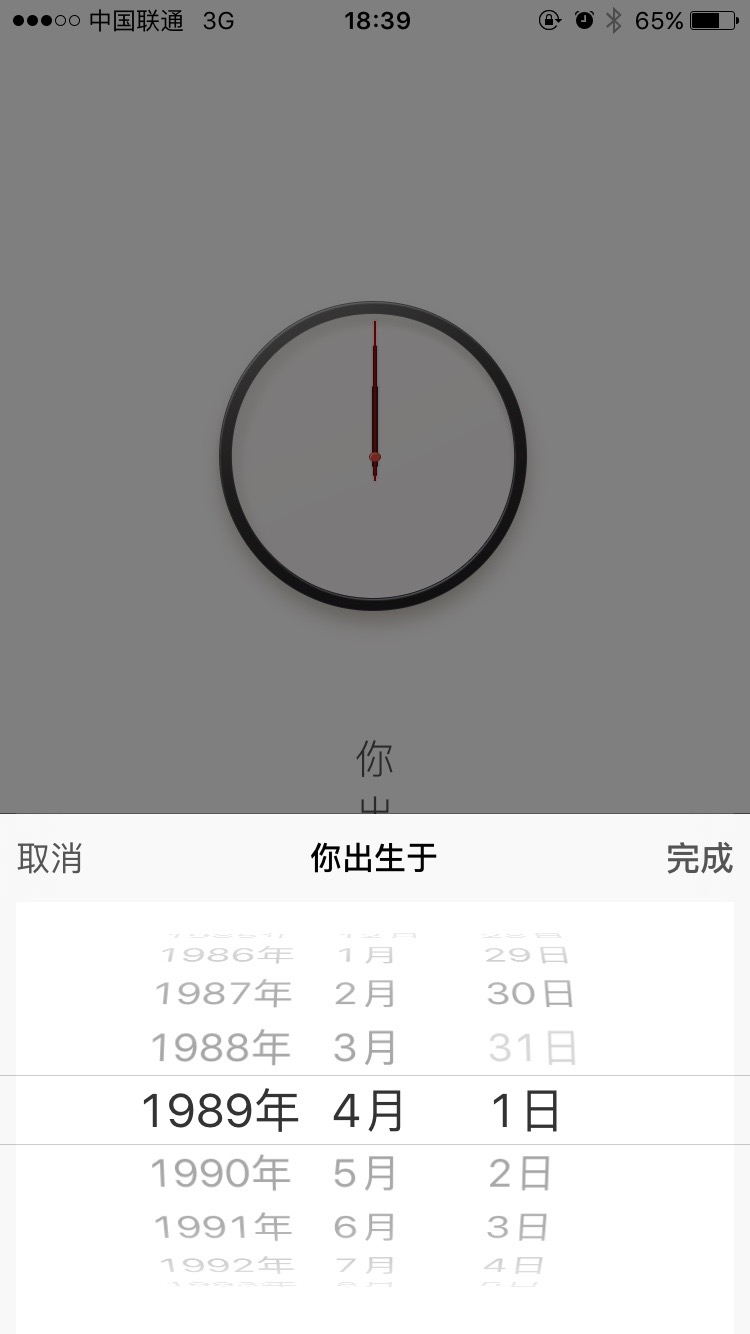 中国联通 3G 18:39 65%
你
取消 你出生于 完成
1986年 1月 29日
1987年 2月 30日
1988年 3月 31日
1989年 4月 1日
1990年 5月 2日
1991年 6月 3日
1992年 7月 4日